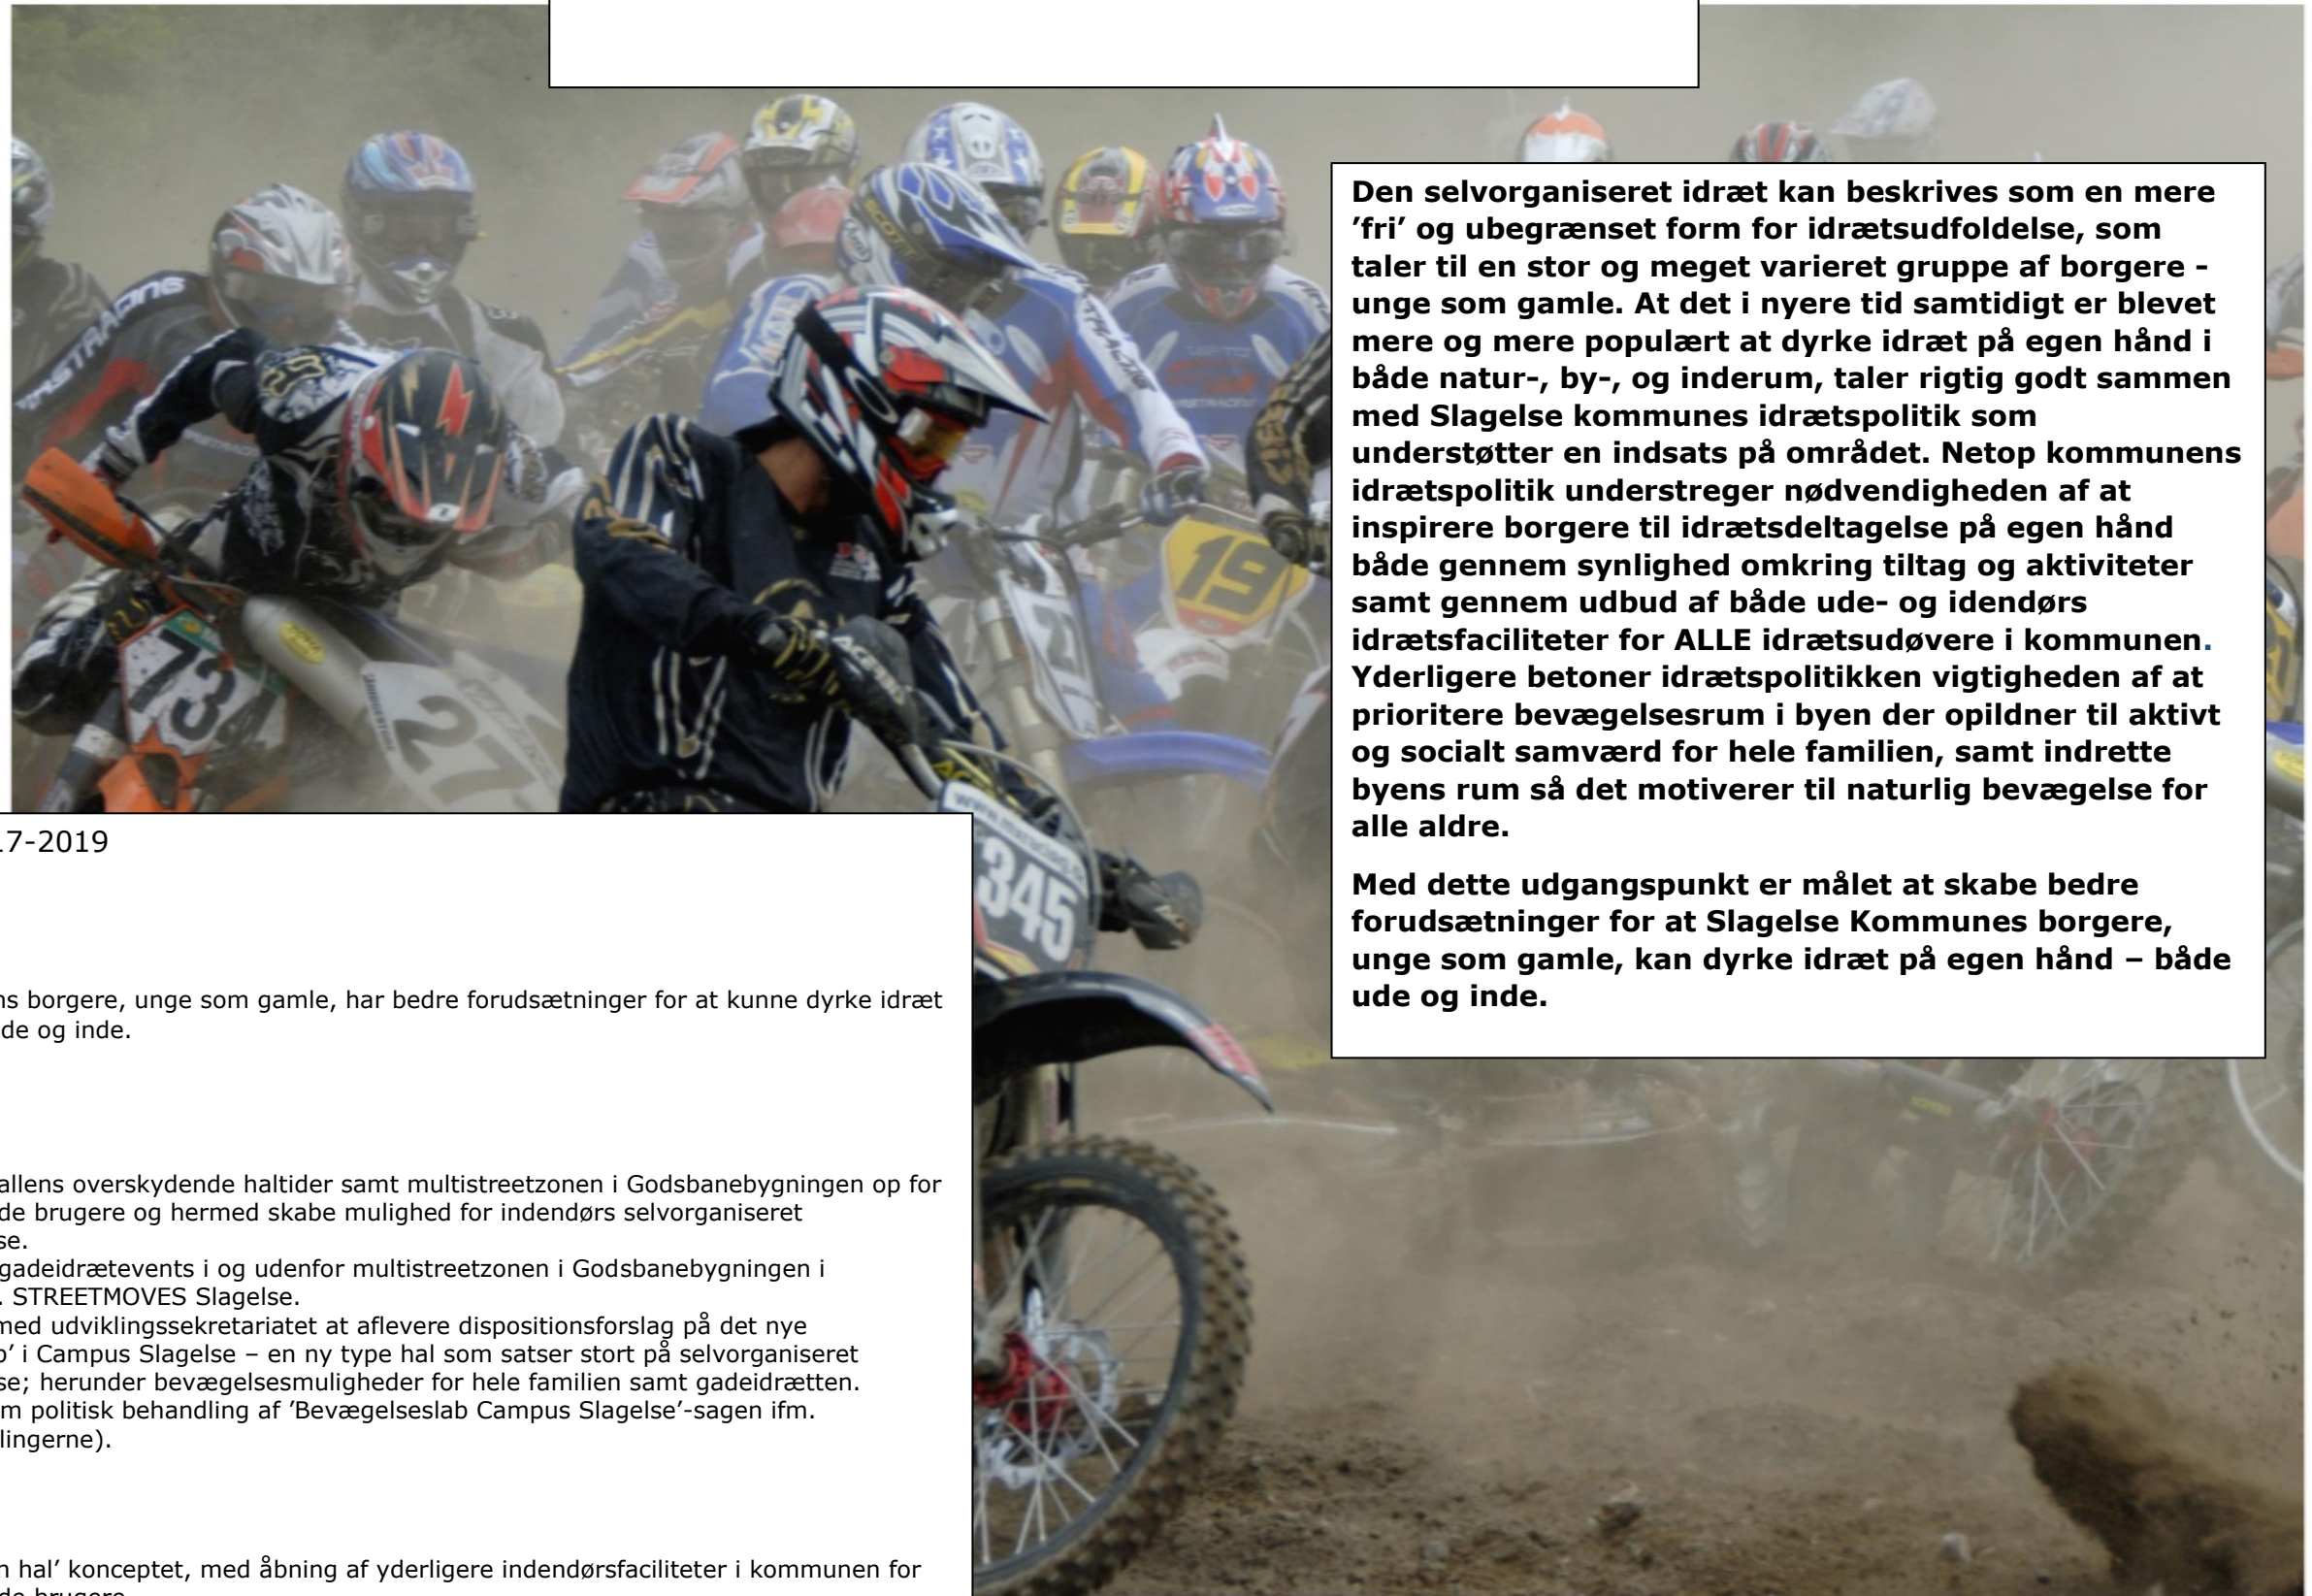 Den selvorganiseret idræt kan beskrives som en mere
’fri’ og ubegrænset form for idrætsudfoldelse, som
taler til en stor og meget varieret gruppe af borgere -
unge som gamle. At det i nyere tid samtidigt er blevet
mere og mere populært at dyrke idræt på egen hånd i
både natur-, by-, og inderum, taler rigtig godt sammen
med Slagelse kommunes idrætspolitik som
understøtter en indsats på området. Netop kommunens
idrætspolitik understreger nødvendigheden af at
inspirere borgere til idrætsdeltagelse på egen hånd
både gennem synlighed omkring tiltag og aktiviteter
samt gennem udbud af både ude- og idendørs
idrætsfaciliteter for ALLE idrætsudøvere i kommunen.
Yderligere betoner idrætspolitikken vigtigheden af at
prioritere bevægelsesrum i byen der opildner til aktivt
og socialt samværd for hele familien, samt indrette
byens rum så det motiverer til naturlig bevægelse for
alle aldre.
Med dette udgangspunkt er målet at skabe bedre
forudsætninger for at Slagelse Kommunes borgere,
unge som gamle, kan dyrke idræt på egen hånd – både
ude og inde.
SCOTT
19
73
27
ACERBIS
345
17-2019
ns borgere, unge som gamle, har bedre forudsætninger for at kunne dyrke idræt
de og inde.
allens overskydende haltider samt multistreetzonen i Godsbanebygningen op for
de brugere og hermed skabe mulighed for indendørs selvorganiseret
se.
gadeidrætevents i og udenfor multistreetzonen i Godsbanebygningen i
. STREETMOVES Slagelse.
med udviklingssekretariatet at aflevere dispositionsforslag på det nye
b’ i Campus Slagelse – en ny type hal som satser stort på selvorganiseret
se; herunder bevægelsesmuligheder for hele familien samt gadeidrætten.
m politisk behandling af ’Bevægelseslab Campus Slagelse’-sagen ifm.
lingerne).
n hal’ konceptet, med åbning af yderligere indendørsfaciliteter i kommunen for
de brugere